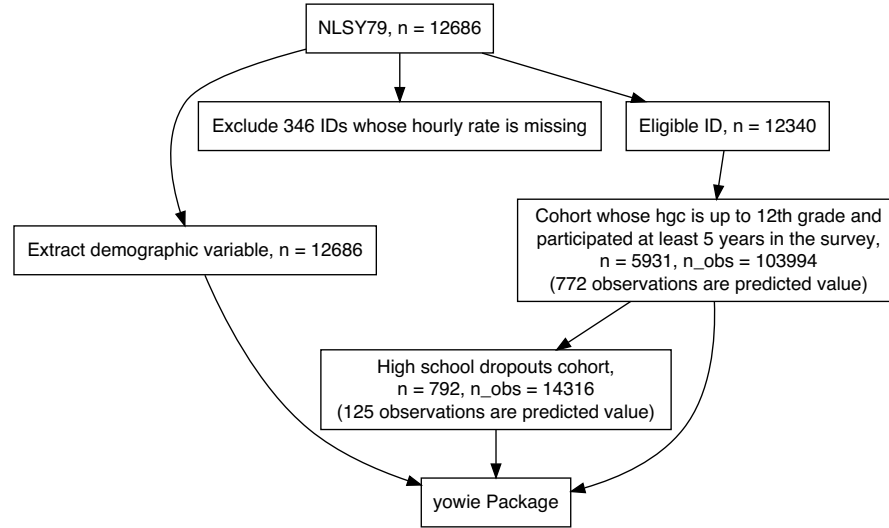 NLSY79, n = 12686
Exclude 346 IDs whose hourly rate is missing
Eligible ID, n = 12340
Extract demographic variable, n = 12686
Cohort whose hgc is up to 12th grade and
participated at least 5 years in the survey,
n = 5931, n_obs = 103994
(772 observations are predicted value)
High school dropouts cohort,
n = 792, n_obs = 14316
(125 observations are predicted value)
yowie Package